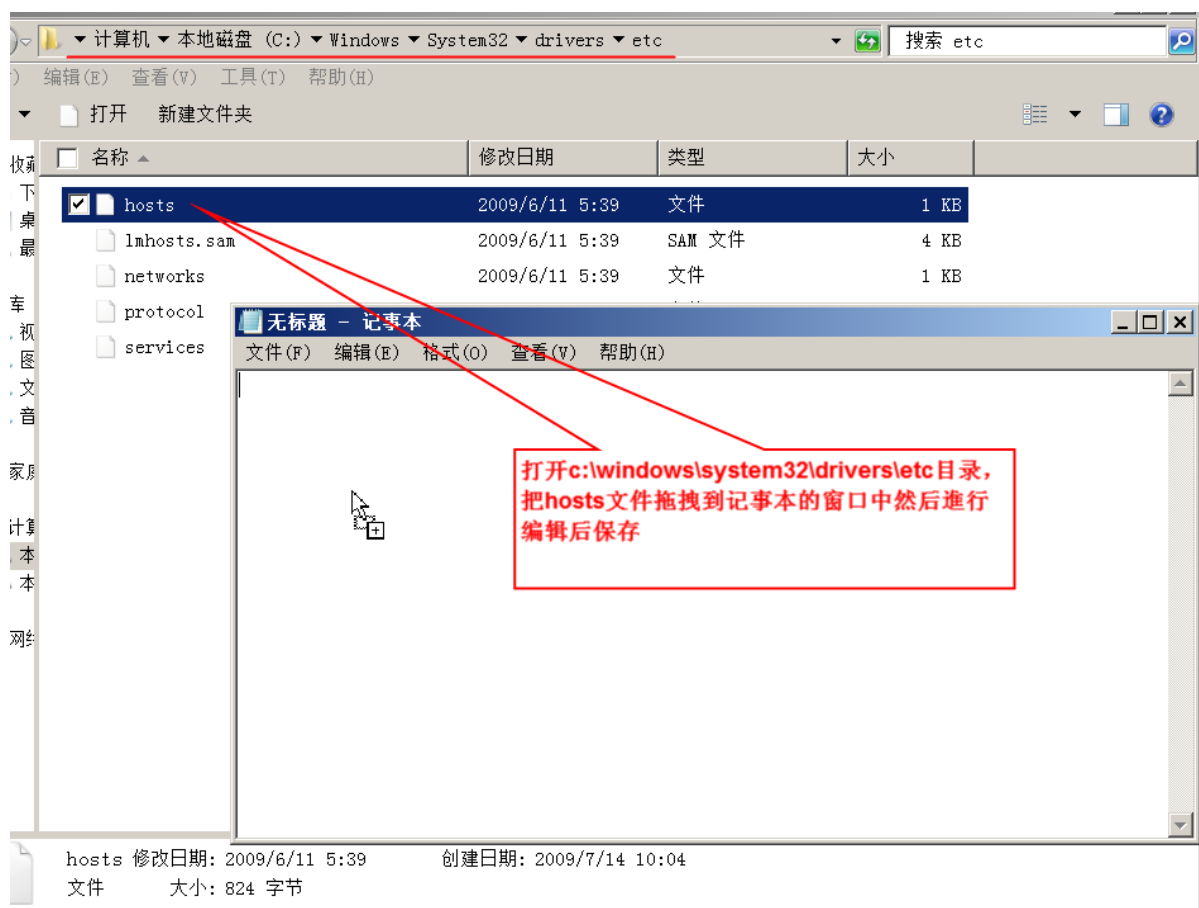 计算机 本地磁盘 (C:) Windows System32 drivers etc 搜索 etc
编辑(E) 查看(V) 工具(T) 帮助(H)
打开 新建文件夹
名称 修改日期 类型 大小
hosts 2009/6/11 5:39 文件 1 KB
lmhosts.sam 2009/6/11 5:39 SAM 文件 4 KB
networks 2009/6/11 5:39 文件 1 KB
protocol
services
无标题 - 记事本
文件(F) 编辑(E) 格式(O) 查看(V) 帮助(H)
打开c:\windows\system32\drivers\etc目录,
把hosts文件拖拽到记事本的窗口中然后進行
编辑后保存
hosts 修改日期: 2009/6/11 5:39 创建日期: 2009/7/14 10:04
文件 大小: 824 字节